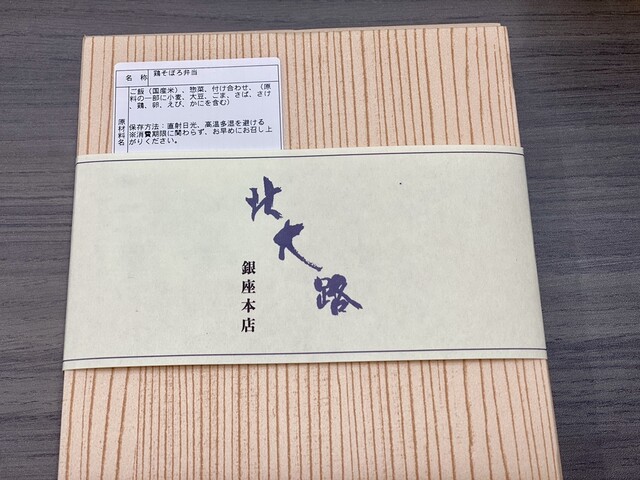 名 称 鶏そぼろ弁当
ご飯(国産米)、惣菜、付け合わせ、(原
料の一部に小麦、大豆、ごま、さば、さけ
、鶏、卵、えび、かにを含む)
原材料名
保存方法：直射日光、高温多湿を避ける
※消費期限に関わらず、お早めにお召し上
がりください。
北大路
銀座本店